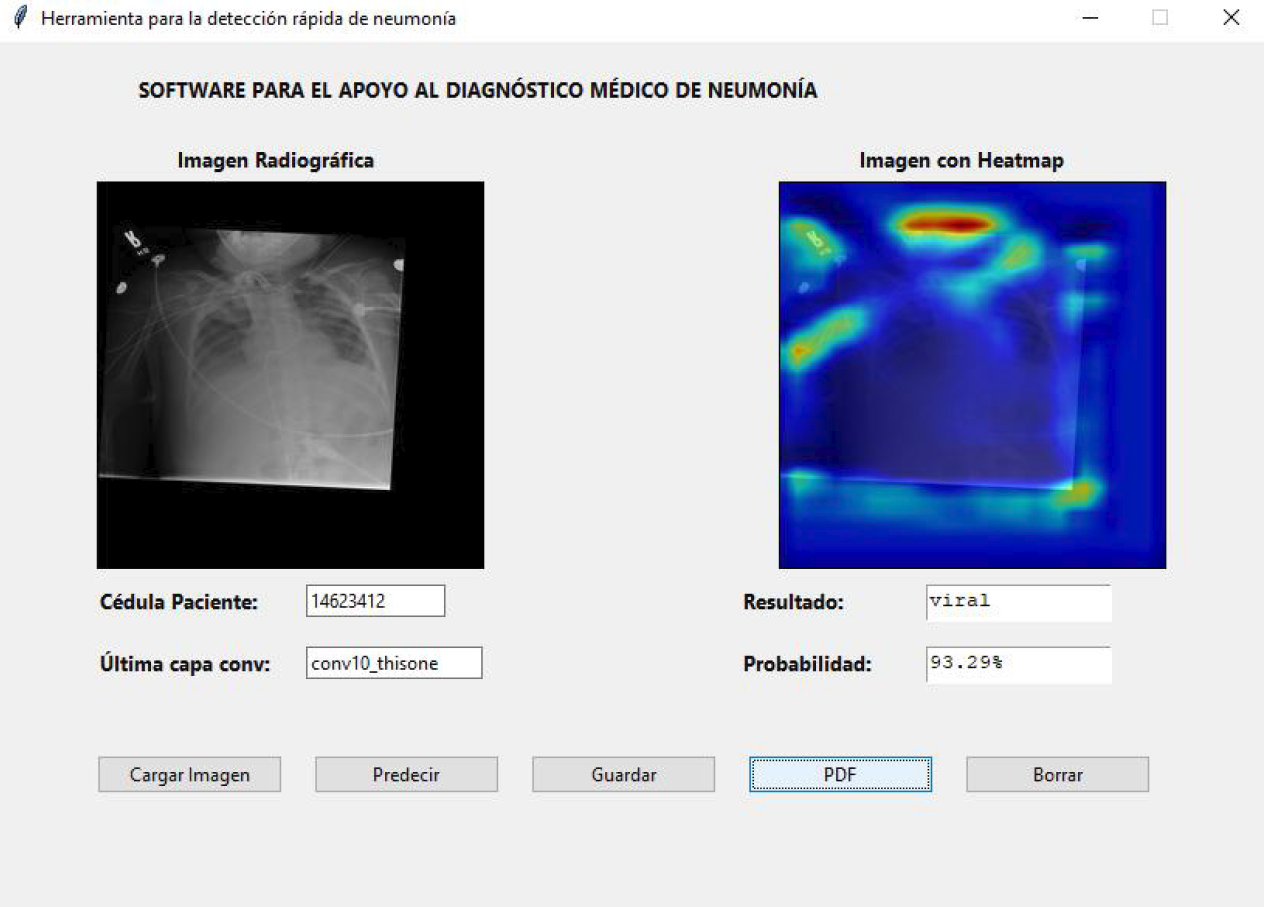 Herramienta para la detección rápida de neumonía
SOFTWARE PARA EL APOYO AL DIAGNÓSTICO MÉDICO DE NEUMONÍA
Imagen Radiográfica
Imagen con Heatmap
Cédula Paciente: 14623412
Resultado: viral
Última capa conv: conv10_thisone
Probabilidad: 93.29%
Cargar Imagen Predecir Guardar PDF Borrar